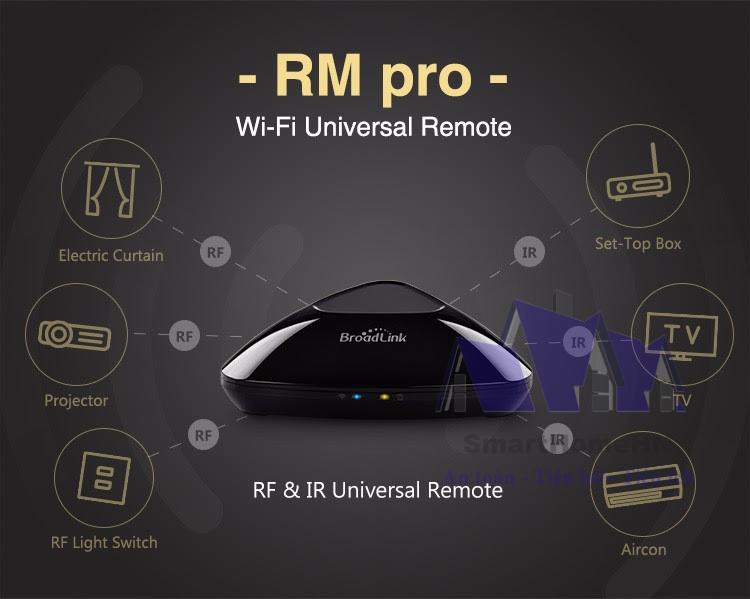 - RM pro -
Wi-Fi Universal Remote
Electric Curtain
RF
IR
Set-Top Box
BroadLink
RF
IR
TV
Projector
TV
RF
IR
RF & IR Universal Remote
RF Light Switch
Aircon